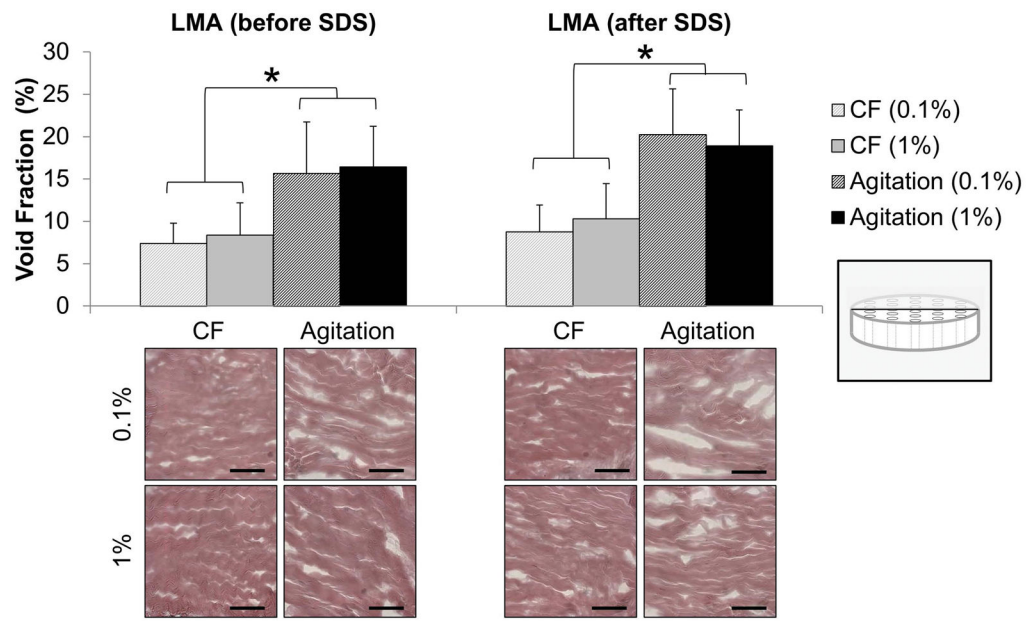 LMA (before SDS)
LMA (after SDS)
Void Fraction (%)
30
25
20
15
10
5
0
*
*
CF (0.1%)
CF (1%)
Agitation (0.1%)
Agitation (1%)
CF
Agitation
CF
Agitation
0.1%
1%